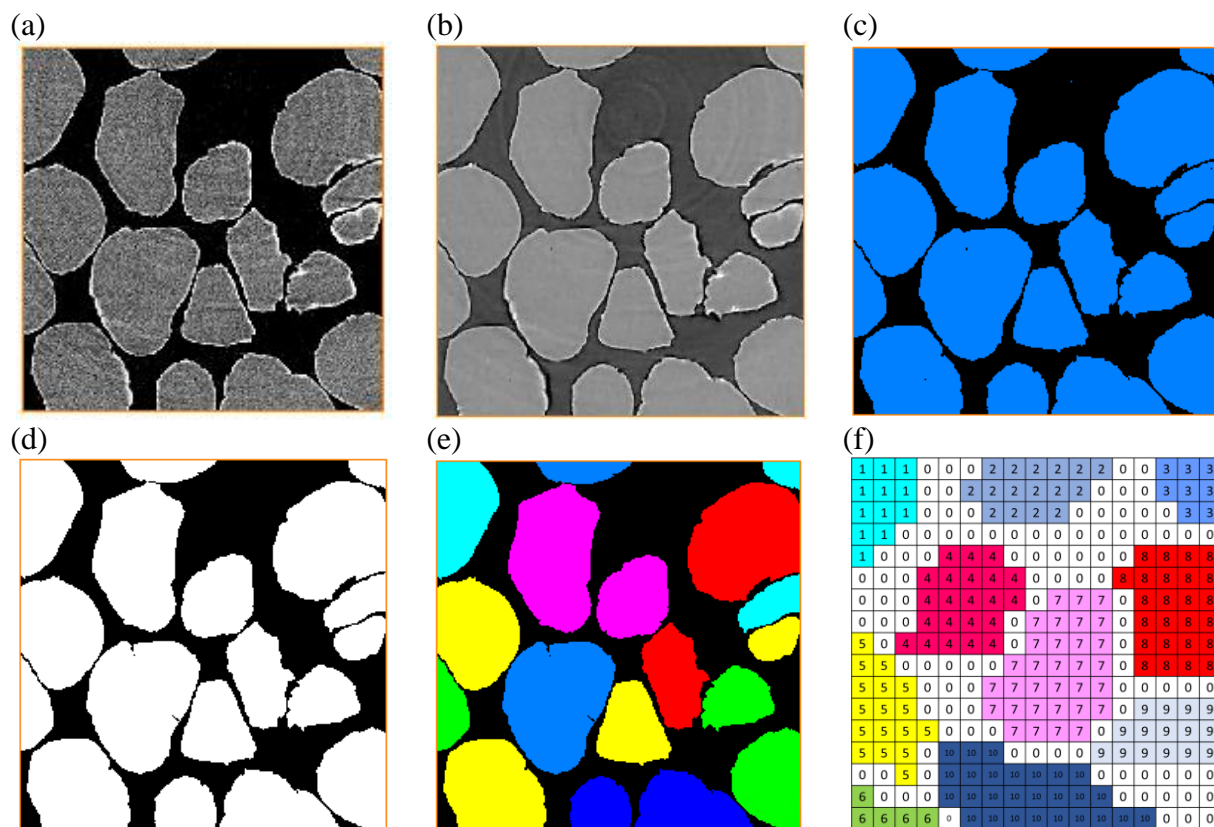 (a)
(b)
(c)
(d)
(e)
(f)
1 1 1 0 0 0 2 2 2 2 2 2 0 0 3 3 3
1 1 1 0 0 2 2 2 2 2 2 0 0 0 3 3 3
1 1 1 0 0 0 2 2 2 2 0 0 0 0 0 3 3
1 1 0 0 0 0 0 0 0 0 0 0 0 0 0 0 0
1 0 0 0 4 4 4 0 0 0 0 0 0 8 8 8 8
0 0 0 4 4 4 4 4 0 0 0 0 8 8 8 8 8
0 0 0 4 4 4 4 4 0 7 7 7 0 8 8 8 8
0 0 0 4 4 4 4 0 7 7 7 7 0 8 8 8 8
5 0 4 4 4 4 4 0 7 7 7 7 0 8 8 8 8
5 5 0 0 0 0 0 7 7 7 7 7 0 8 8 8 8
5 5 5 0 0 0 7 7 7 7 7 7 0 0 0 0 0
5 5 5 0 0 0 7 7 7 7 7 7 0 9 9 9 9
5 5 5 5 0 0 0 7 7 7 7 0 9 9 9 9 9
5 5 5 0 10 10 10 0 0 0 0 9 9 9 9 9 9
0 0 5 0 10 10 10 10 10 10 10 0 0 0 0 0 0
6 0 0 0 10 10 10 10 10 10 10 10 0 0 0 0 0
6 6 6 6 0 10 10 10 10 10 10 10 10 10 0 0 0